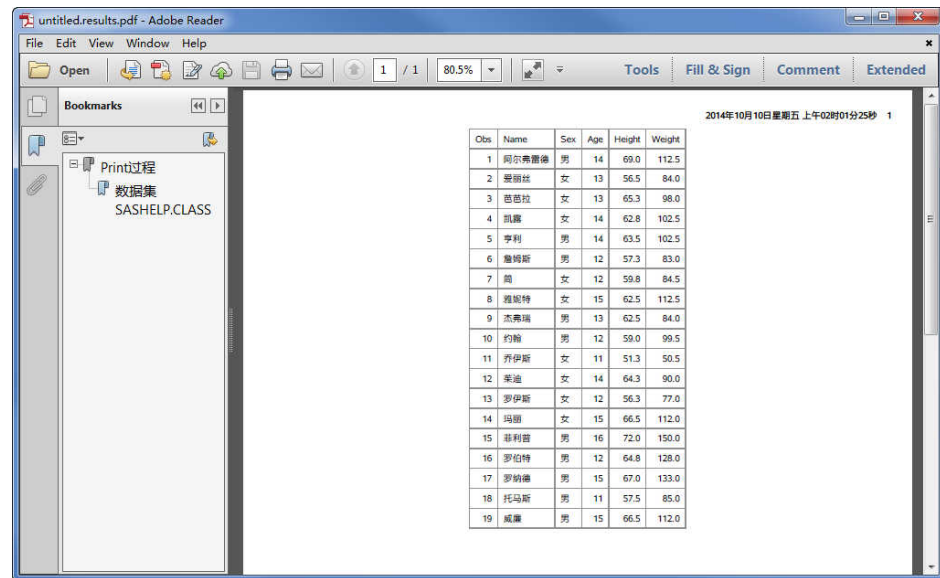 untitled.results.pdf - Adobe Reader
File Edit View Window Help
Open 1 / 1 80.5% Tools Fill & Sign Comment Extended
Bookmarks
Print过程
数据集
SASHELP.CLASS
2014年10月10日星期五 上午02时01分25秒 1
Obs Name Sex Age Height Weight
1 阿尔弗雷德 男 14 69.0 112.5
2 爱丽丝 女 13 56.5 84.0
3 芭芭拉 女 13 65.3 98.0
4 凯露 女 14 62.8 102.5
5 亨利 男 14 63.5 102.5
6 詹姆斯 男 12 57.3 83.0
7 简 女 12 59.8 84.5
8 雅妮特 女 15 62.5 112.5
9 杰弗瑞 男 13 62.5 84.0
10 约翰 男 12 59.0 99.5
11 乔伊斯 女 11 51.3 50.5
12 茱迪 女 14 64.3 90.0
13 罗伊斯 女 12 56.3 77.0
14 玛丽 女 15 66.5 112.0
15 菲利普 男 16 72.0 150.0
16 罗伯特 男 12 64.8 128.0
17 罗纳德 男 15 67.0 133.0
18 托马斯 男 11 57.5 85.0
19 威廉 男 15 66.5 112.0